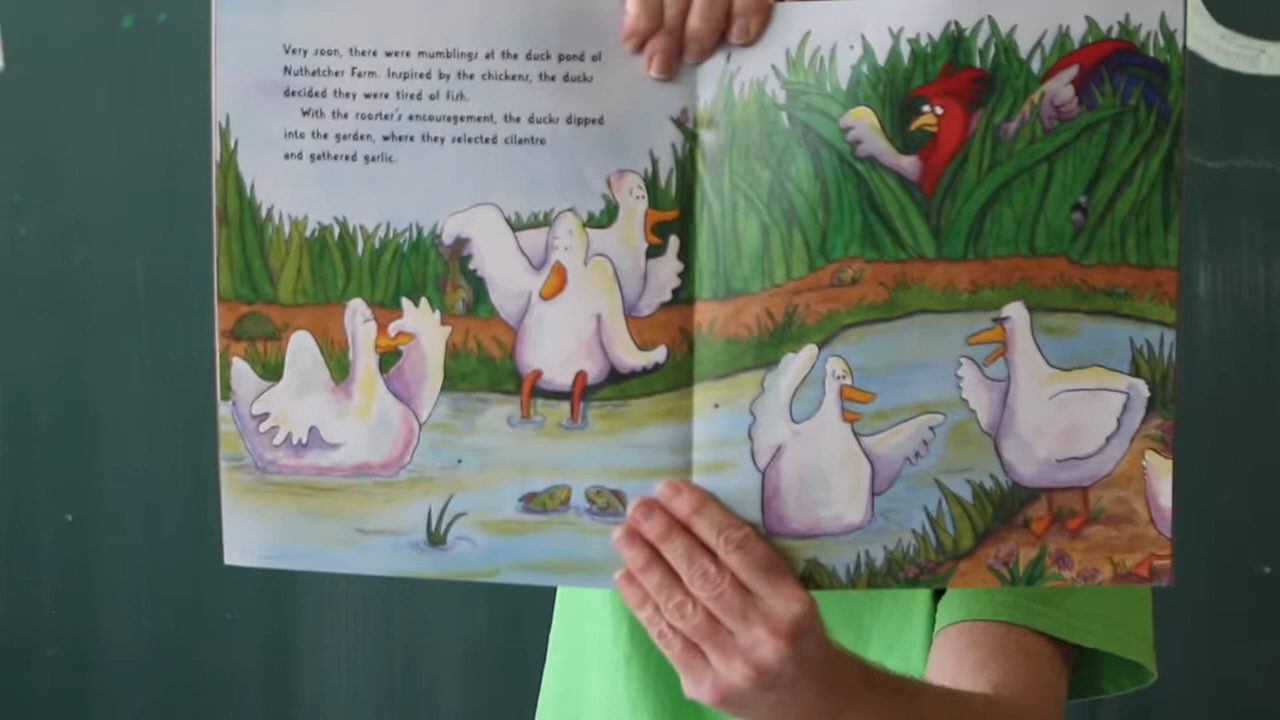 Very soon, there were mumblings at the duck pond of
Nuthatcher Farm. Inspired by the chickens, the ducks
decided they were tired of fish.
With the rooster's encouragement, the ducks dipped
into the garden, where they selected cilantro
and gathered garlic.